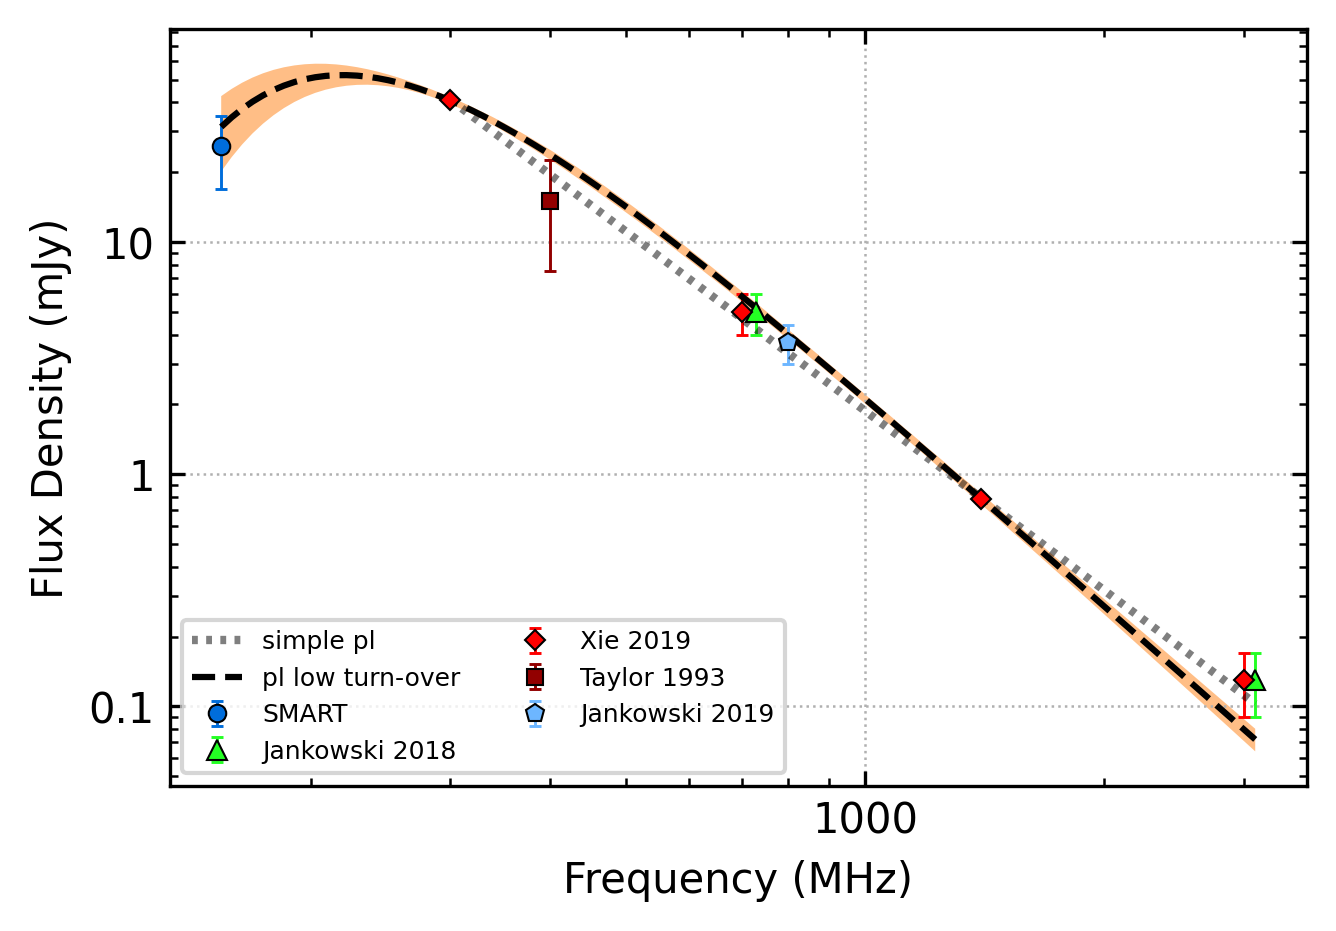 Flux Density (mJy)
10
1
0.1
simple pl
pl low turn-over
SMART
Jankowski 2018
Xie 2019
Taylor 1993
Jankowski 2019
1000
Frequency (MHz)